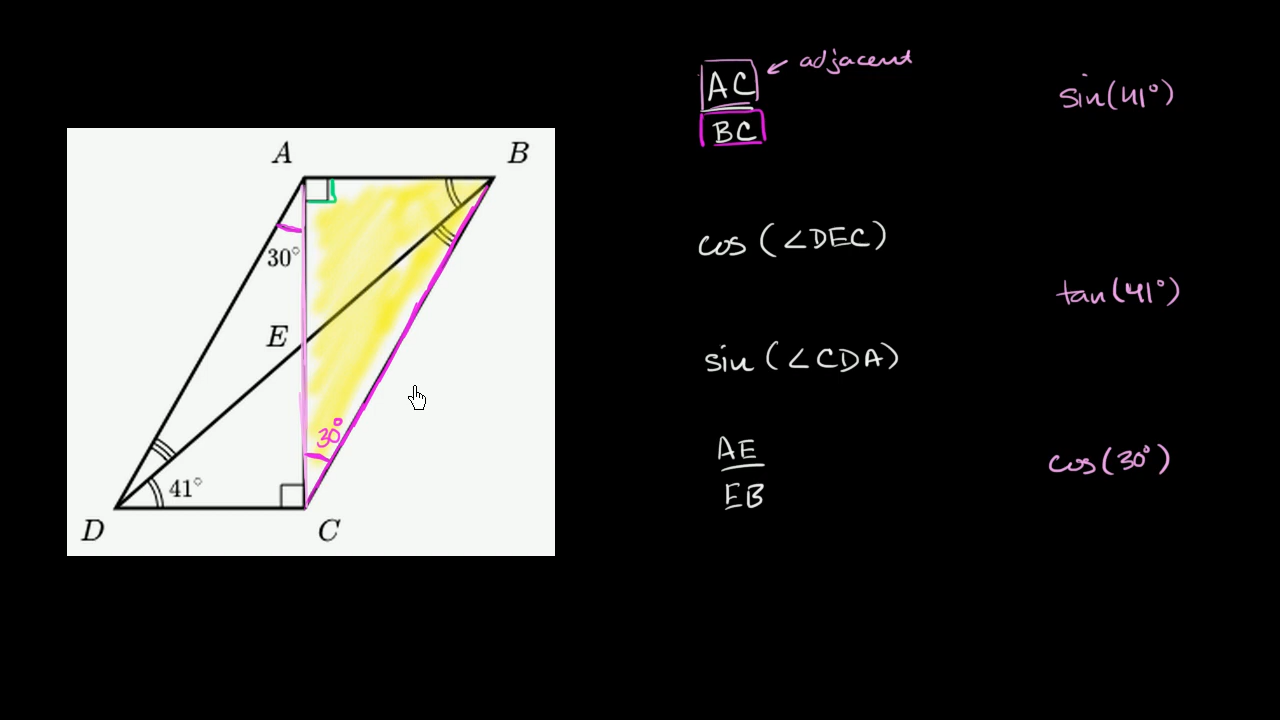 A
B
30°
E
30°
41°
D
C
AC ← adjacent
BC
cos (∠DEC)
sin (∠CDA)
AE
EB
sin(41°)
tan(41°)
cos(30°)